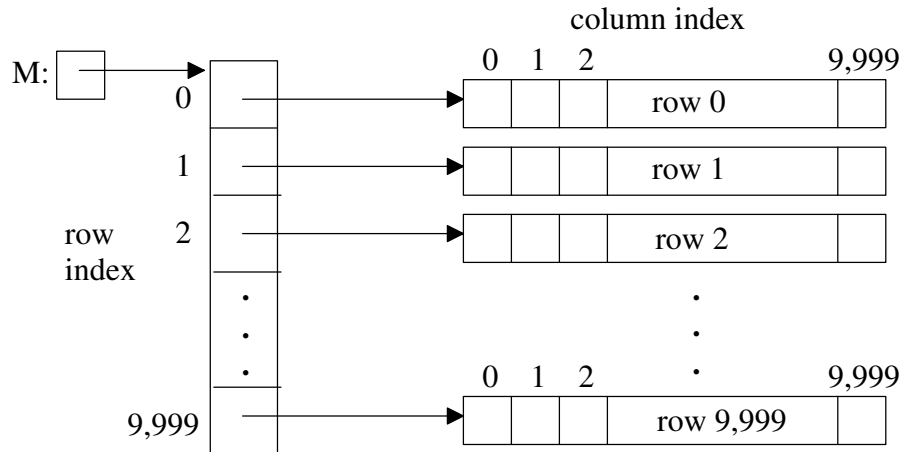 column index
0 1 2 9,999
M:
0 row 0
1 row 1
row
index
2 row 2
0 1 2 9,999
9,999 row 9,999